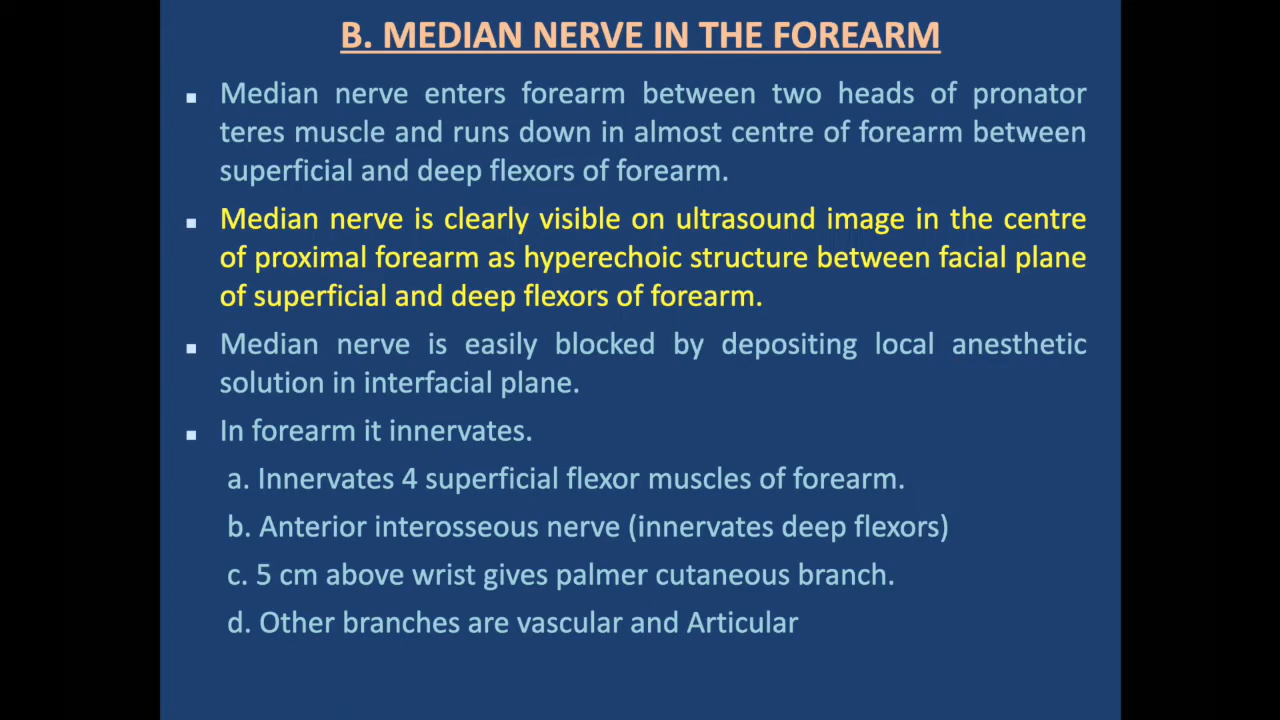 B. MEDIAN NERVE IN THE FOREARM
▪ Median nerve enters forearm between two heads of pronator
teres muscle and runs down in almost centre of forearm between
superficial and deep flexors of forearm.
▪ Median nerve is clearly visible on ultrasound image in the centre
of proximal forearm as hyperechoic structure between facial plane
of superficial and deep flexors of forearm.
▪ Median nerve is easily blocked by depositing local anesthetic
solution in interfacial plane.
▪ In forearm it innervates.
a. Innervates 4 superficial flexor muscles of forearm.
b. Anterior interosseous nerve (innervates deep flexors)
c. 5 cm above wrist gives palmer cutaneous branch.
d. Other branches are vascular and Articular